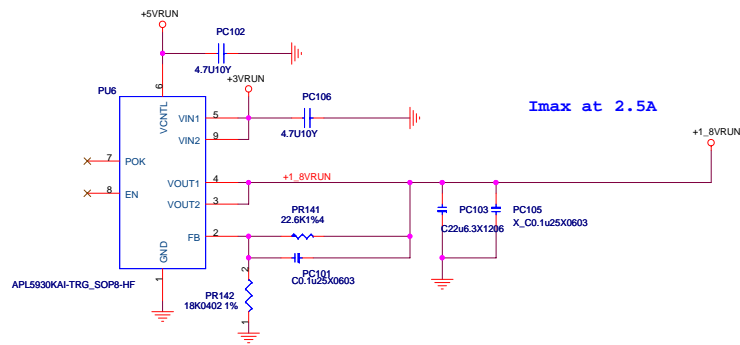 +5VRUN
PC102
4.7U10Y
+3VRUN
PU6
6
VCNTL
VIN1
5
PC106
4.7U10Y
Imax at 2.5A
VIN2
9
+1_8VRUN
7
POK
VOUT1
4
+1_8VRUN
8
EN
VOUT2
3
PR141
22.6K1%4
PC103
C22u6.3X1206
PC105
X_C0.1u25X0603
FB
2
GND
1
PC101
C0.1u25X0603
APL5930KAI-TRG_SOP8-HF
2
PR142
18K0402 1%
1